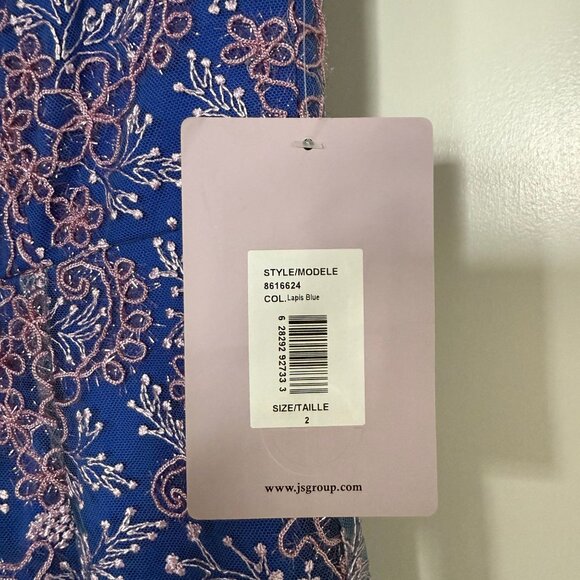 STYLE/MODELE
8616624
COL.Lapis Blue
6 28292 92733 3
SIZE/TAILLE
2
www.jsgroup.com